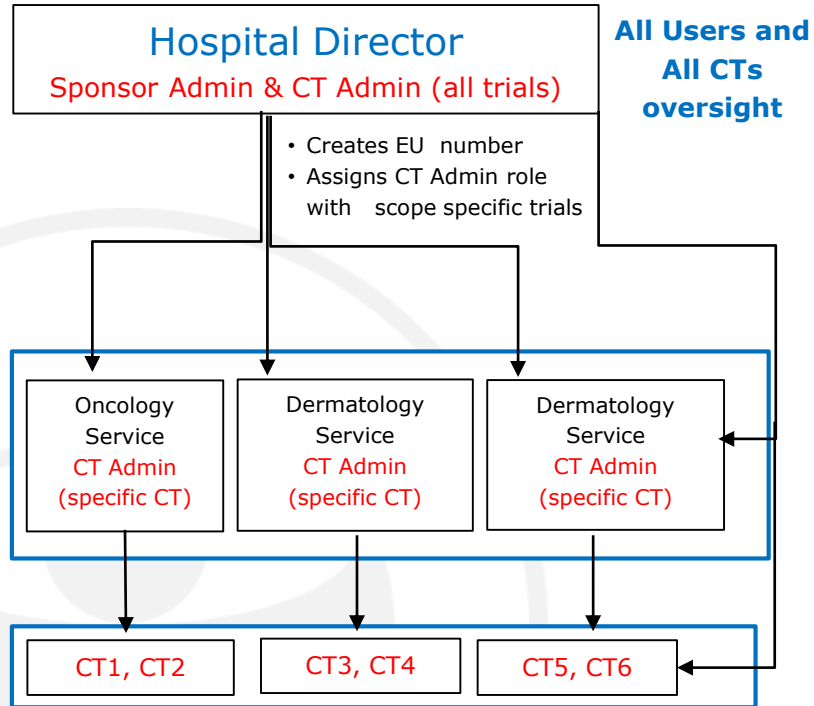 Hospital Director
Sponsor Admin & CT Admin (all trials)
All Users and
All CTs
oversight
• Creates EU number
• Assigns CT Admin role
with scope specific trials
Oncology
Service
CT Admin
(specific CT)
Dermatology
Service
CT Admin
(specific CT)
Dermatology
Service
CT Admin
(specific CT)
CT1, CT2
CT3, CT4
CT5, CT6